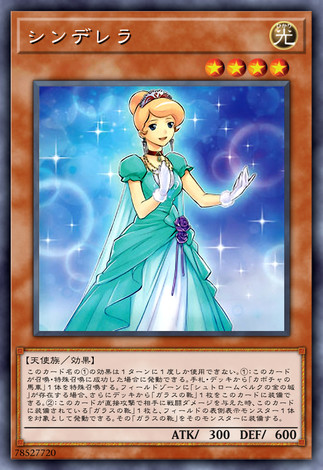 シンデレラ
光
【天使族／効果】
このカード名の①の効果は１ターンに１度しか使用できない。①：このカード
が召喚・特殊召喚に成功した場合に発動できる。手札・デッキから「カボチャの
馬車」１体を特殊召喚する。フィールドゾーンに「シュトロームベルクの金の城」
が存在する場合、さらにデッキから「ガラスの靴」１枚をこのカードに装備で
きる。②：このカードが直接攻撃で相手に戦闘ダメージを与えた時、このカード
に装備されている「ガラスの靴」１枚と、フィールドの表側表示モンスター１体
を対象として発動できる。その「ガラスの靴」をそのモンスターに装備する。
ATK/ 300 DEF/ 600
78527720